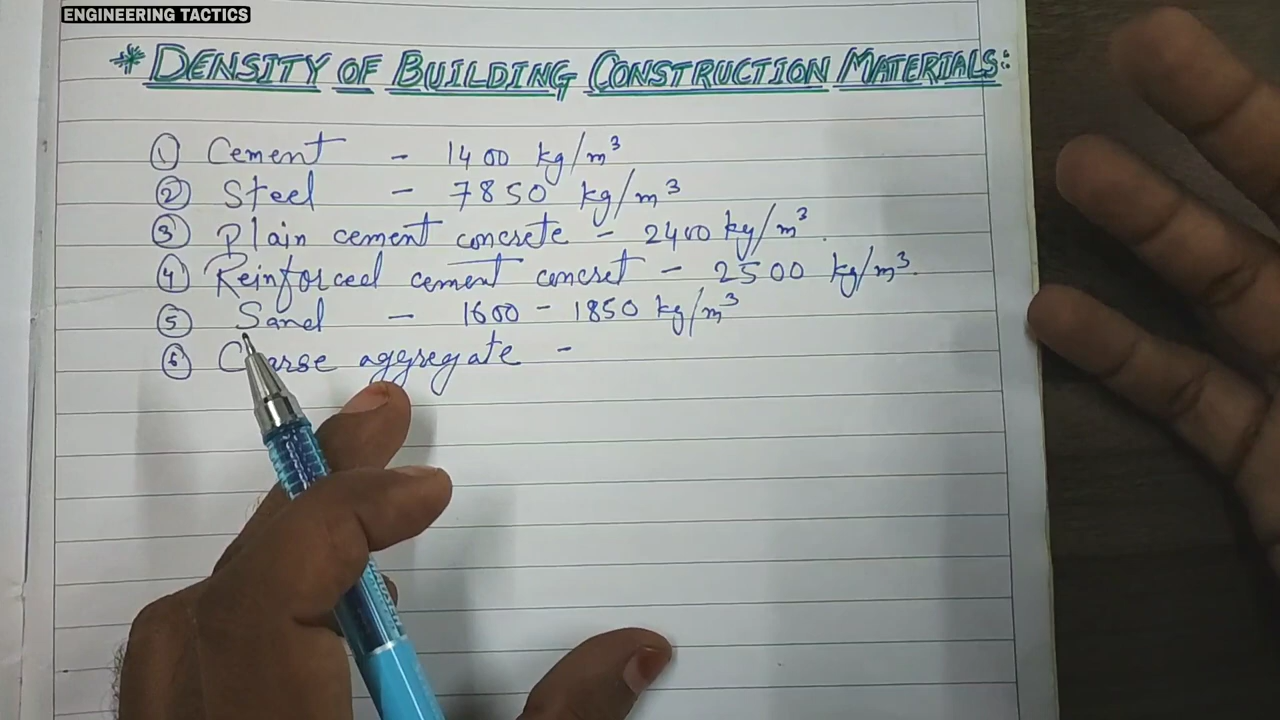 ENGINEERING TACTICS
* DENSITY OF BUILDING CONSTRUCTION MATERIALS:
① Cement - 1400 kg/m³
② Steel - 7850 kg/m³
③ Plain cement concrete - 2400 kg/m³.
④ Reinforced cement concret - 2500 kg/m³.
⑤ Sand - 1600 - 1850 kg/m³
⑥ Coarse aggregate -